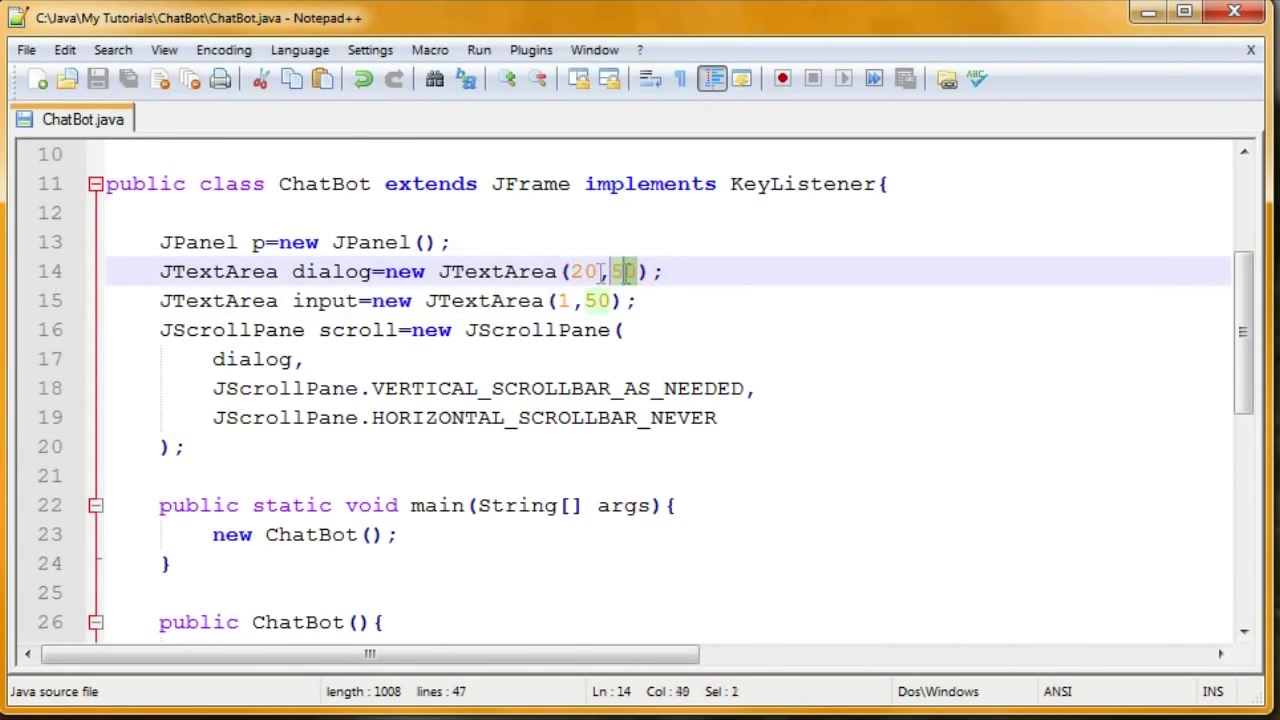 C:\Java\My Tutorials\ChatBot\ChatBot.java - Notepad++
File Edit Search View Encoding Language Settings Macro Run Plugins Window ? X
ABC
ChatBot.java
10
11 public class ChatBot extends JFrame implements KeyListener{
12
13 JPanel p=new JPanel();
14 JTextArea dialog=new JTextArea(20,50);
15 JTextArea input=new JTextArea(1,50);
16 JScrollPane scroll=new JScrollPane(
17 dialog,
18 JScrollPane.VERTICAL_SCROLLBAR_AS_NEEDED,
19 JScrollPane.HORIZONTAL_SCROLLBAR_NEVER
20 );
21
22 public static void main(String[] args){
23 new ChatBot();
24 }
25
26 public ChatBot(){
Java source file length : 1008 lines : 47 Ln : 14 Col : Sel : Dos\Windows ANSI INS